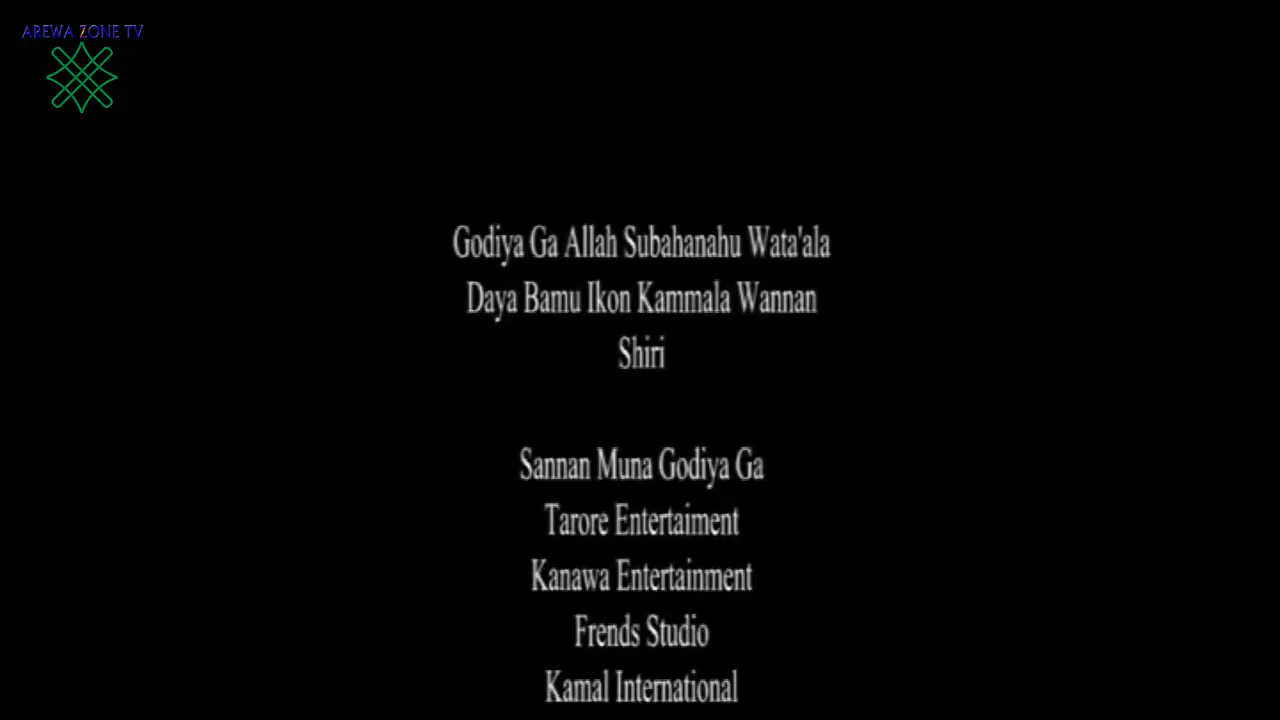 AREWA ZONE TV
Godiya Ga Allah Subahanahu Wata'ala
Daya Bamu Ikon Kammala Wannan
Shiri
Sannan Muna Godiya Ga
Tarore Entertaiment
Kanawa Entertainment
Frends Studio
Kamal International